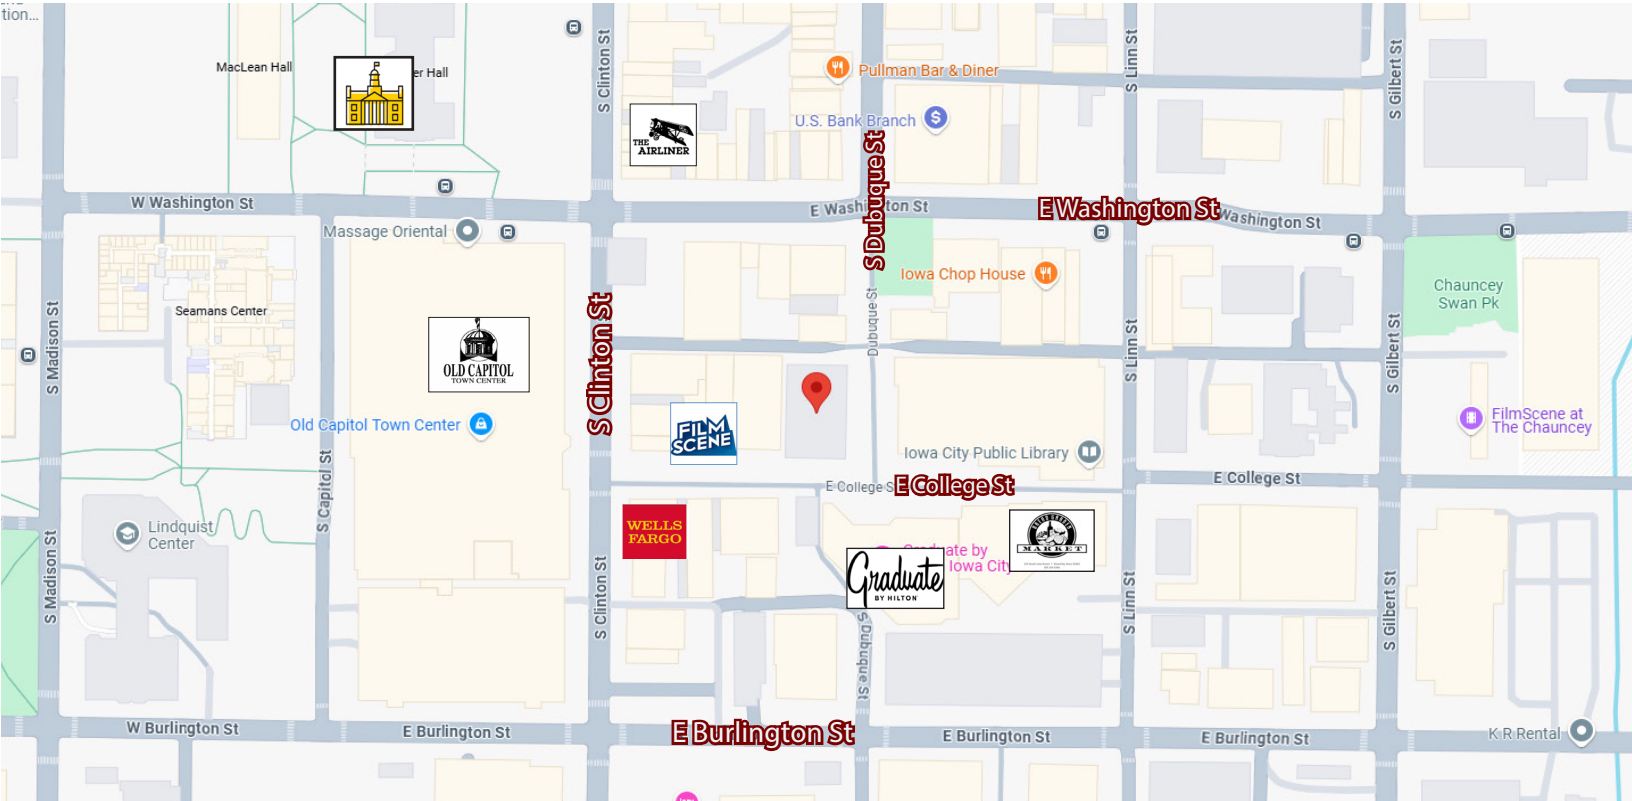 tion...
MacLean Hall
er Hall
S Clinton St
Pullman Bar & Diner
S Linn St
S Gilbert St
U.S. Bank Branch
THE
AIRLINER
S Dubuque St
W Washington St
E Washington St
E Washington St
Washington St
Massage Oriental
Iowa Chop House
Chauncey
Swan Pk
Seamans Center
S Madison St
S Clinton St
Dubuque St
S Linn St
S Gilbert St
OLD CAPITOL
TOWN CENTER
Old Capitol Town Center
FILM
SCENE
FilmScene at
The Chauncey
Iowa City Public Library
S Capitol St
E College S
E College St
E College St
Lindquist
Center
WELLS
FARGO
MARKET
Graduate by
Iowa City
Graduate
BY HILTON
S Madison St
S Clinton St
S Dubuque St
S Linn St
S Gilbert St
W Burlington St
E Burlington St
E Burlington St
E Burlington St
E Burlington St
K R Rental